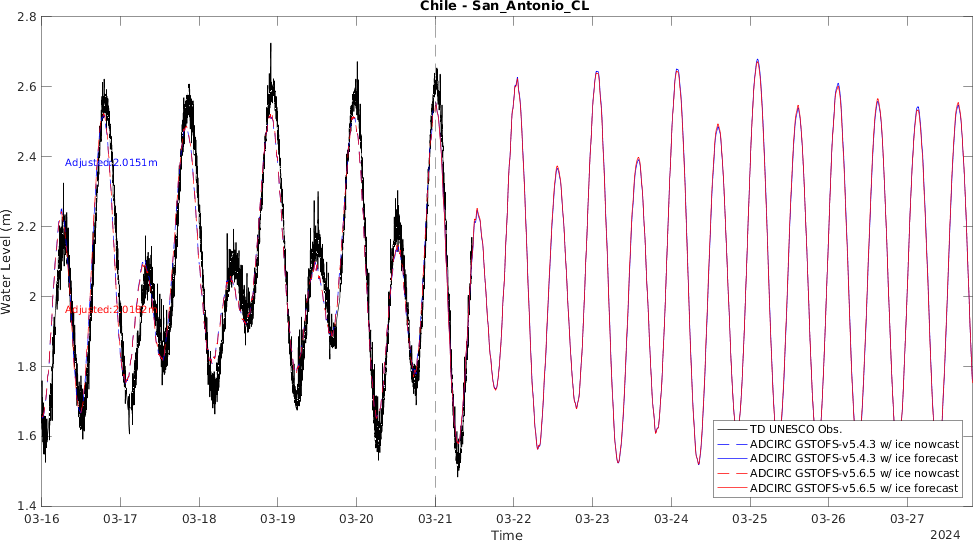 Chile - San_Antonio_CL
2.8
2.6
2.4
2.2
2
1.8
1.6
1.4
Water Level (m)
Adjusted:2.0151m
Adjusted:2.0182m
TD UNESCO Obs.
ADCIRC GSTOFS-v5.4.3 w/ ice nowcast
ADCIRC GSTOFS-v5.4.3 w/ ice forecast
ADCIRC GSTOFS-v5.6.5 w/ ice nowcast
ADCIRC GSTOFS-v5.6.5 w/ ice forecast
03-16 03-17 03-18 03-19 03-20 03-21 03-22 03-23 03-24 03-25 03-26 03-27
Time
2024